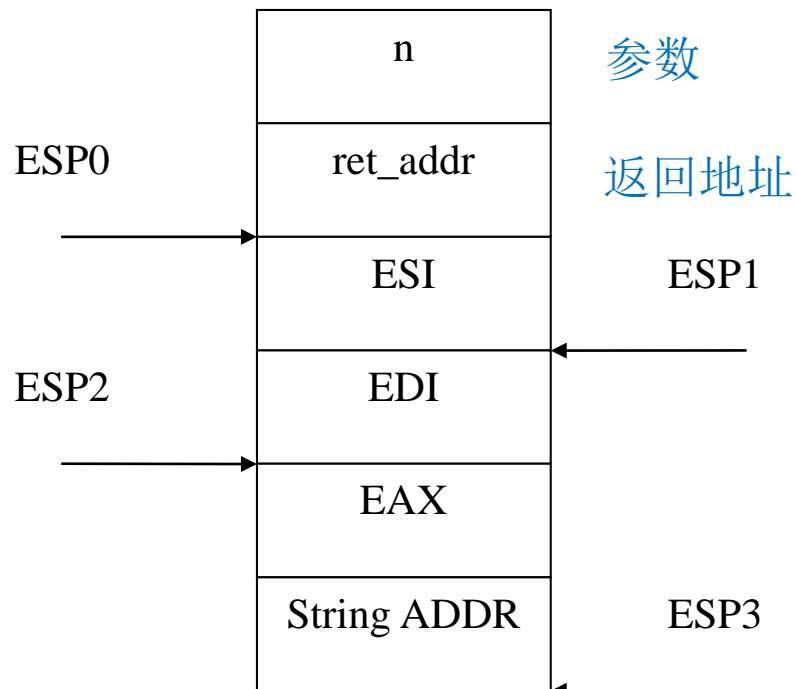 n
参数
ESP0
ret_addr
返回地址
ESI
ESP1
ESP2
EDI
EAX
String ADDR
ESP3